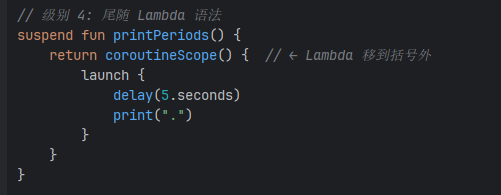 // 级别 4: 尾随 Lambda 语法
suspend fun printPeriods() {
    return coroutineScope() {  // ← Lambda 移到括号外
        launch {
            delay(5.seconds)
            print(".")
        }
    }
}